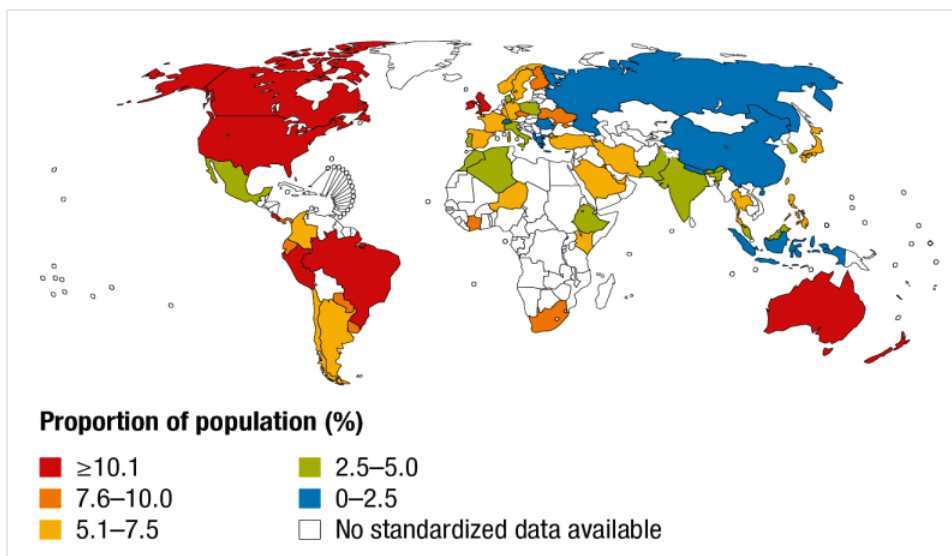 Proportion of population (%)
≥10.1
7.6–10.0
5.1–7.5
2.5–5.0
0–2.5
No standardized data available